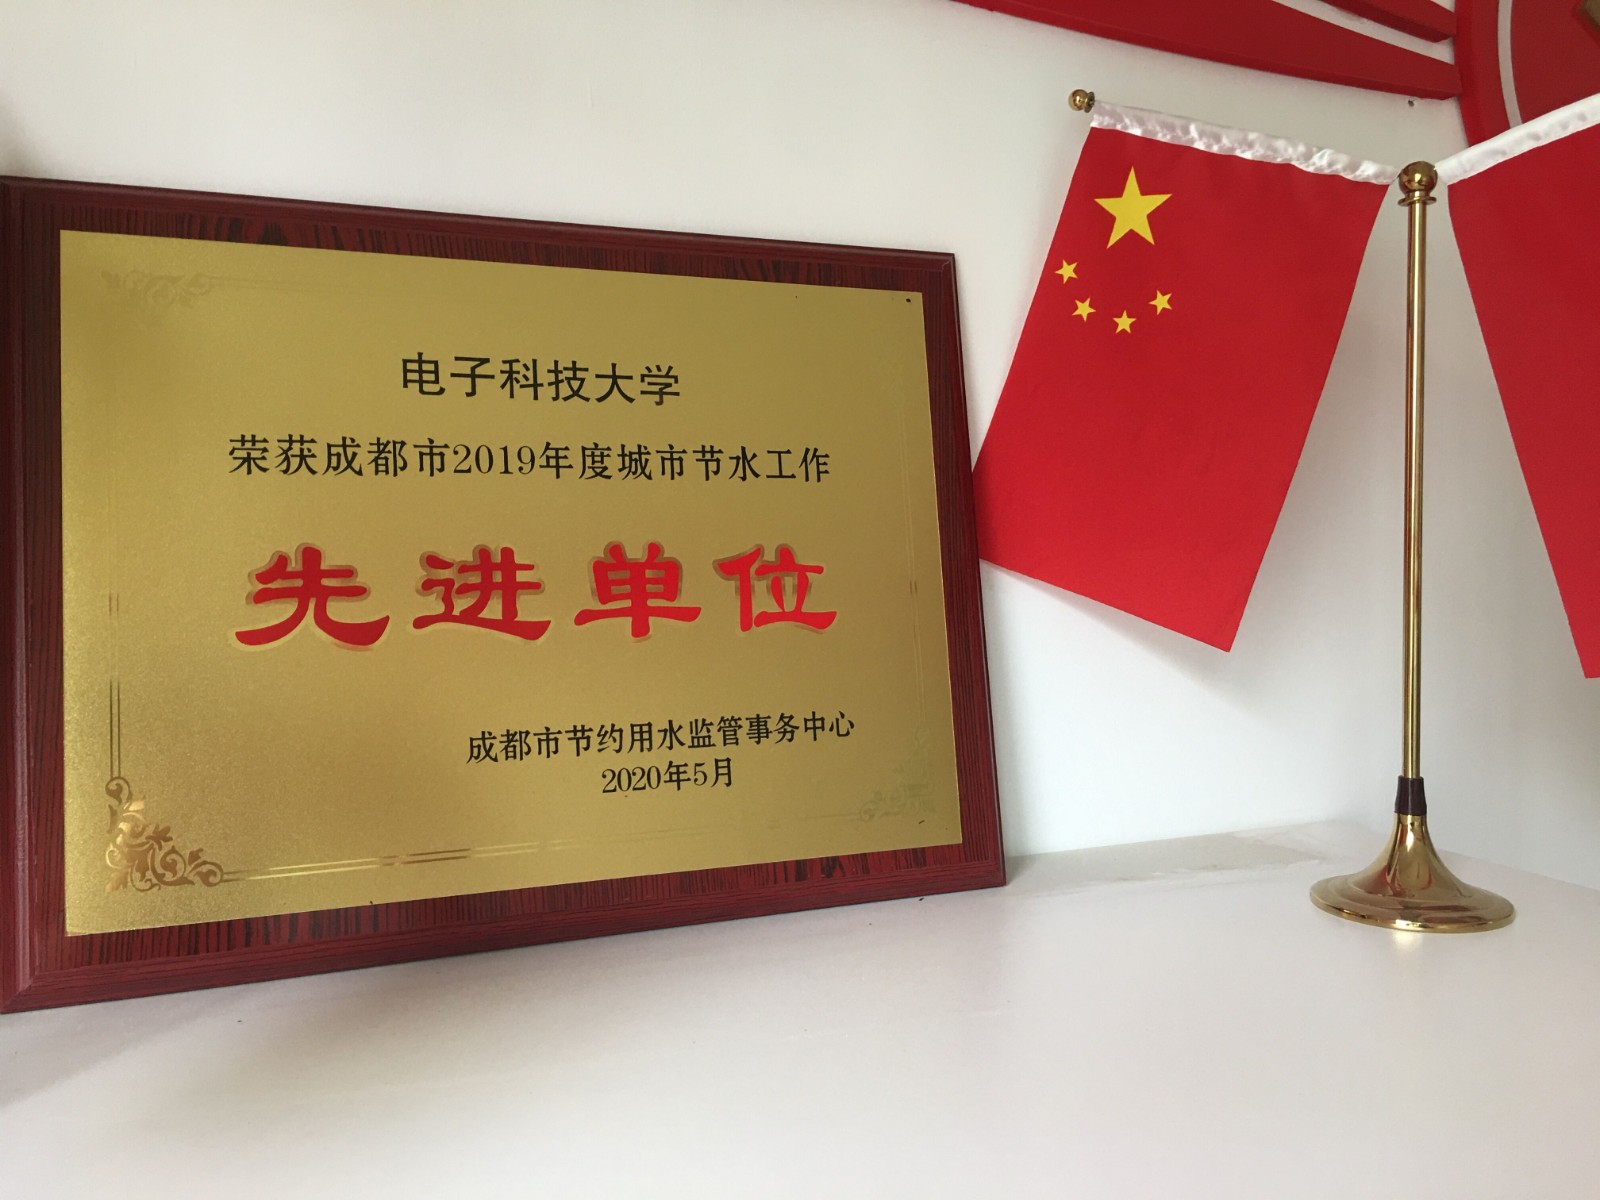 电子科技大学
荣获成都市2019年度城市节水工作
先进单位
成都市节约用水监管事务中心
2020年5月